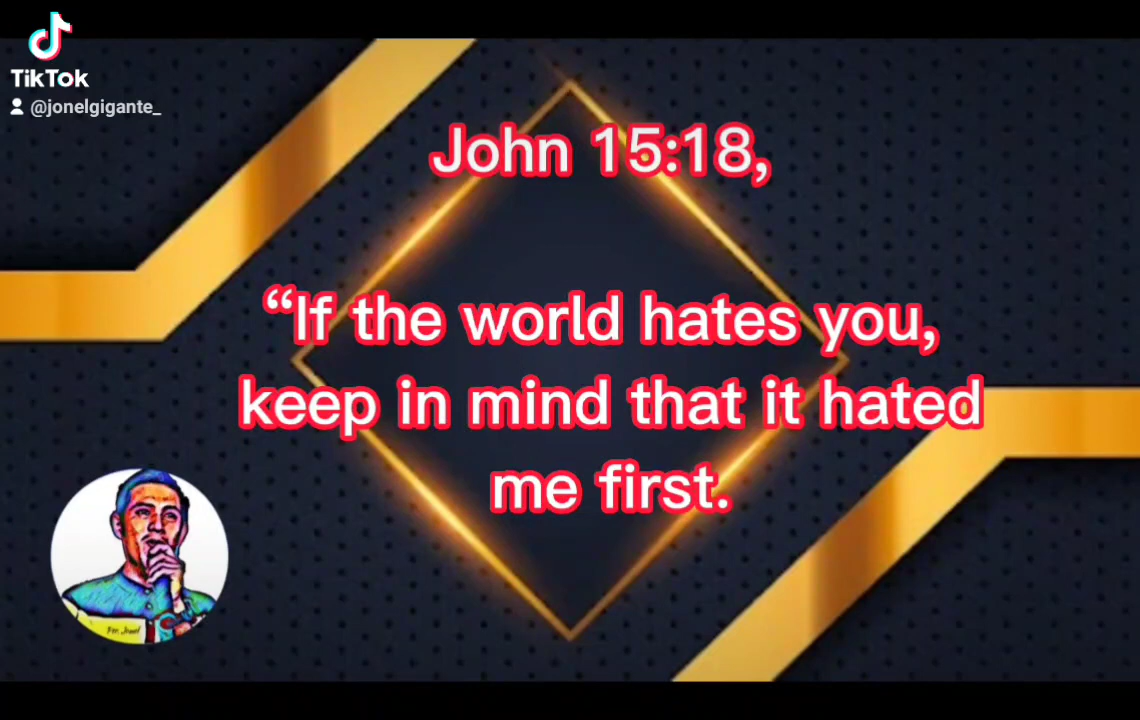 TikTok
@jonelgigante_
John 15:18,
“If the world hates you,
keep in mind that it hated
me first.